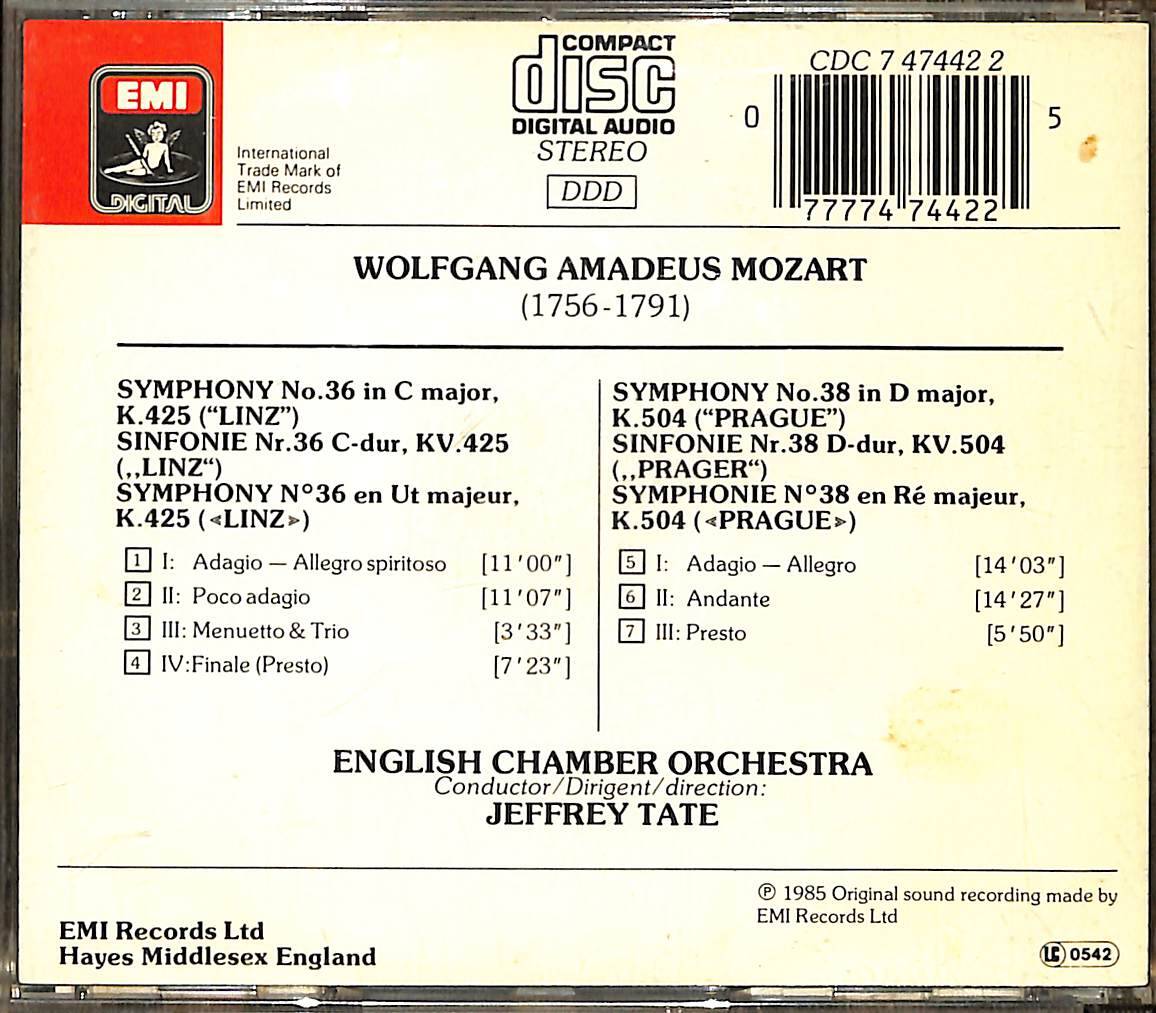 EMI
DIGITAL
International
Trade Mark of
EMI Records
Limited
COMPACT
disc
DIGITAL AUDIO
STEREO
DDD
CDC 7 47442 2
0 77774 74422 5
WOLFGANG AMADEUS MOZART
(1756-1791)
SYMPHONY No.36 in C major,
K.425 (“LINZ”)
SINFONIE Nr.36 C-dur, KV.425
(„LINZ“)
SYMPHONY N°36 en Ut majeur,
K.425 («LINZ»)
1 I: Adagio — Allegro spiritoso [11'00"]
2 II: Poco adagio [11'07"]
3 III: Menuetto & Trio [3'33"]
4 IV: Finale (Presto) [7'23"]
SYMPHONY No.38 in D major,
K.504 (“PRAGUE”)
SINFONIE Nr.38 D-dur, KV.504
(„PRAGER“)
SYMPHONIE N°38 en Ré majeur,
K.504 («PRAGUE»)
5 I: Adagio — Allegro [14'03"]
6 II: Andante [14'27"]
7 III: Presto [5'50"]
ENGLISH CHAMBER ORCHESTRA
Conductor/Dirigent/direction:
JEFFREY TATE
℗ 1985 Original sound recording made by
EMI Records Ltd
EMI Records Ltd
Hayes Middlesex England
LC 0542